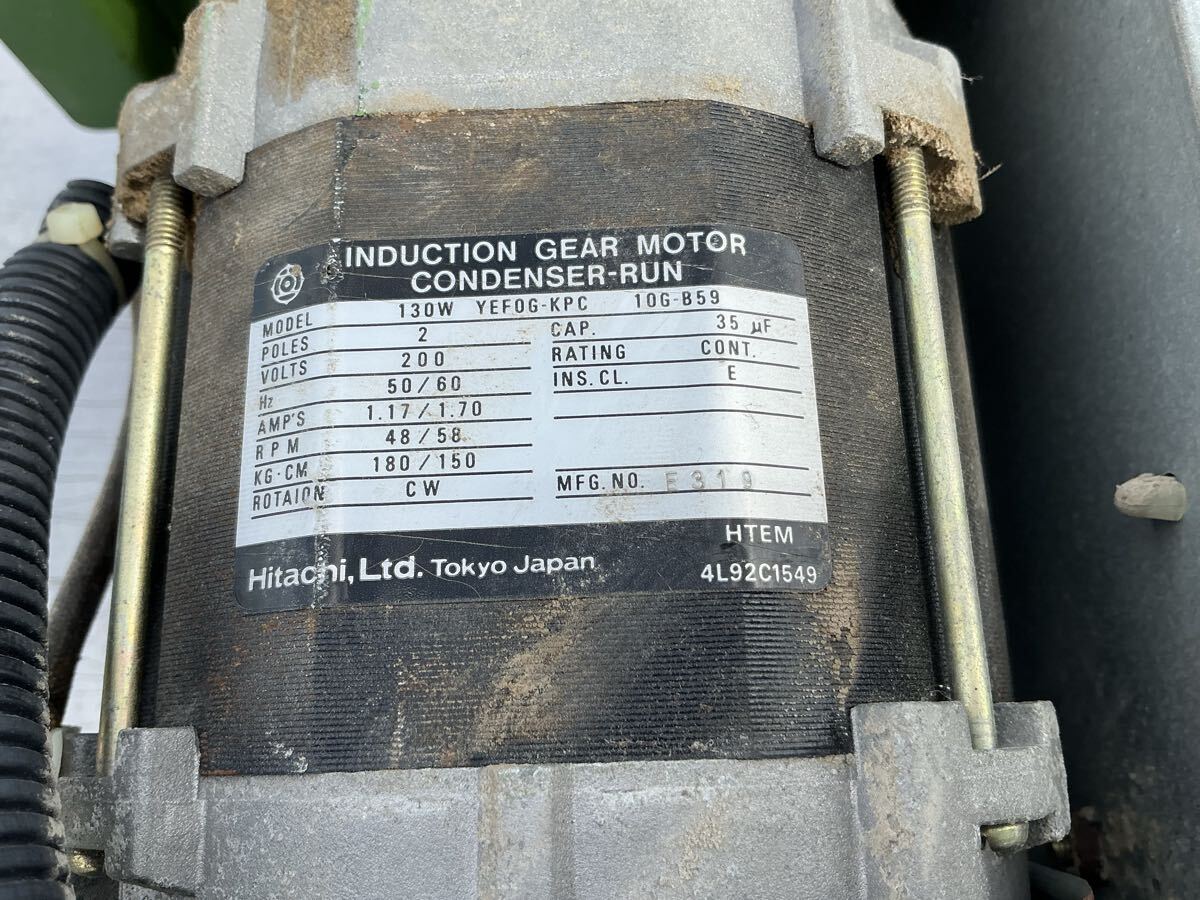 INDUCTION GEAR MOTOR
CONDENSER-RUN
MODEL 130W YEFOG-KPC 10G-B59
POLES 2 CAP. 35 μF
VOLTS 200 RATING CONT.
Hz 50/60 INS.CL. E
AMP'S 1.17/1.70
RPM 48/58
KG·CM 180/150
ROTAION CW MFG.NO. E319
HTEM
Hitachi, Ltd. Tokyo Japan 4L92C1549